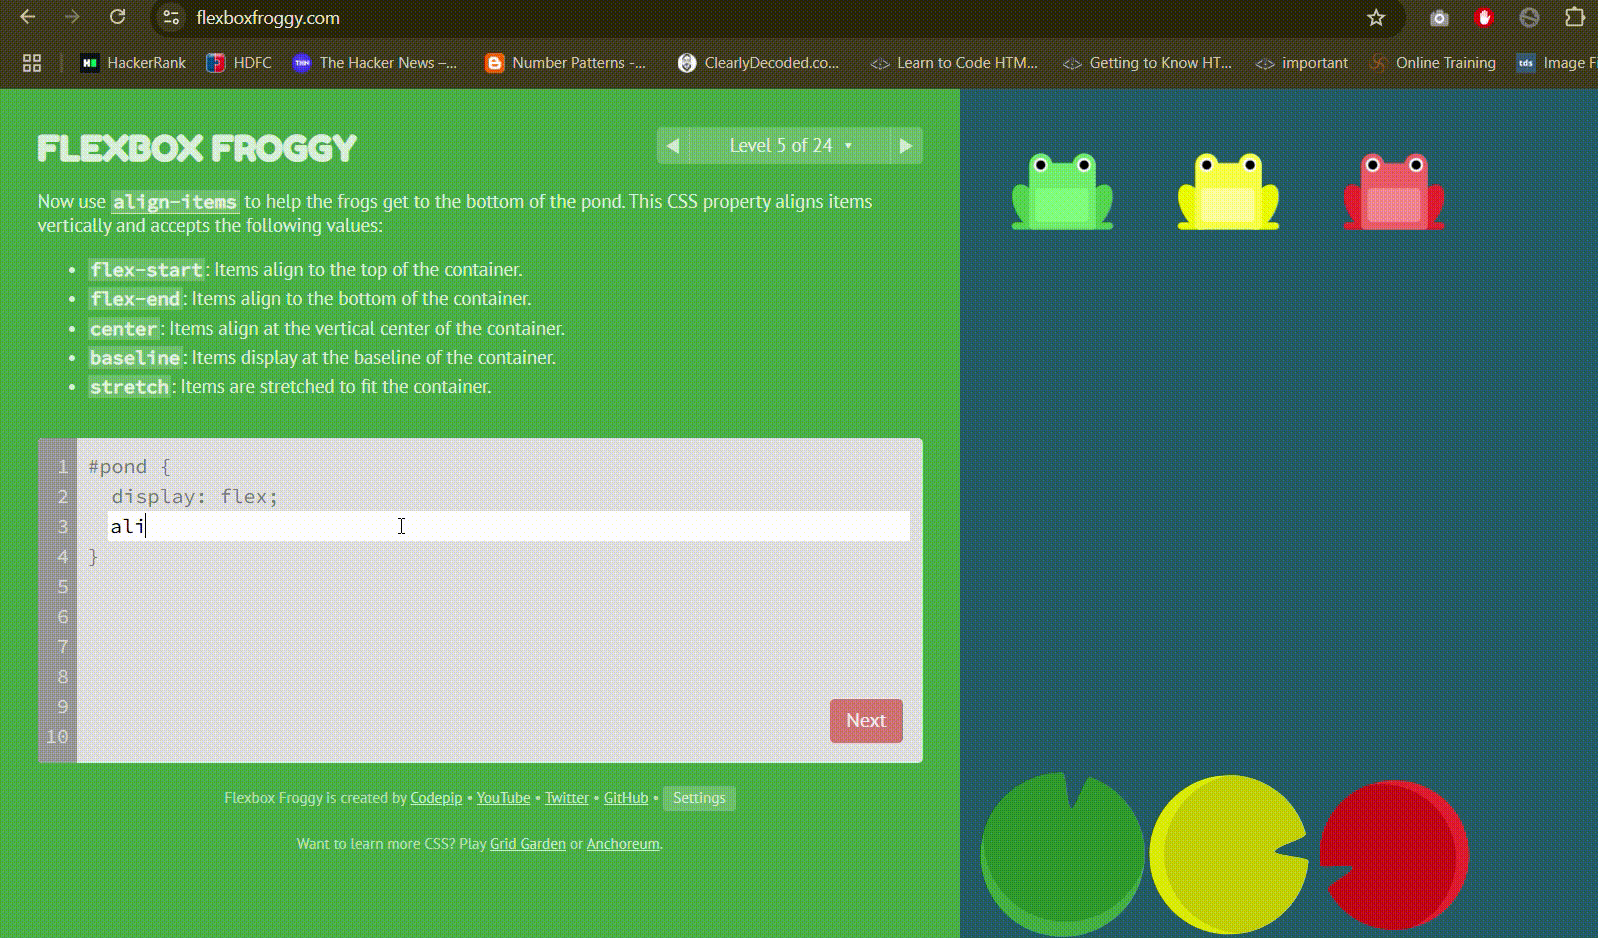 flexboxfroggy.com
HackerRank HDFC The Hacker News –... Number Patterns -... ClearlyDecoded.co... Learn to Code HTM... Getting to Know HT... important Online Training Image Fi
FLEXBOX FROGGY
Level 5 of 24
Now use align-items to help the frogs get to the bottom of the pond. This CSS property aligns items
vertically and accepts the following values:
• flex-start: Items align to the top of the container.
• flex-end: Items align to the bottom of the container.
• center: Items align at the vertical center of the container.
• baseline: Items display at the baseline of the container.
• stretch: Items are stretched to fit the container.
1 #pond {
2 display: flex;
3 ali
4 }
5
6
7
8
9
10
Next
Flexbox Froggy is created by Codepip • YouTube • Twitter • GitHub • Settings
Want to learn more CSS? Play Grid Garden or Anchoreum.